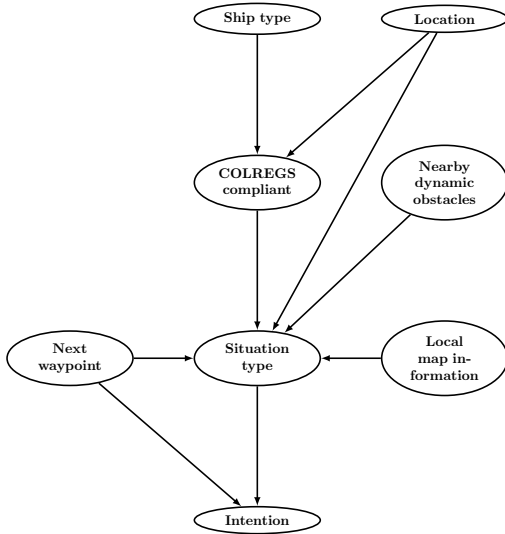 Ship type
Location
COLREGS
compliant
Nearby
dynamic
obstacles
Next
waypoint
Situation
type
Local
map in-
formation
Intention